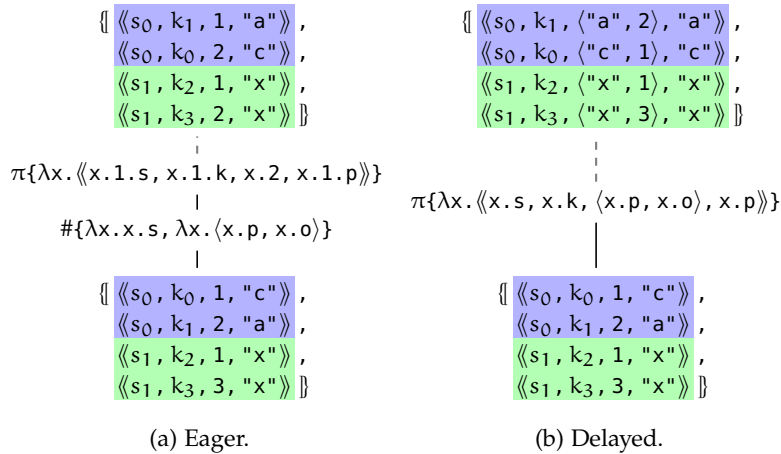 {[ ⟪s₀, k₁, 1, "a"⟫ ,
⟪s₀, k₀, 2, "c"⟫ ,
⟪s₁, k₂, 1, "x"⟫ ,
⟪s₁, k₃, 2, "x"⟫ ]}
π{λx.⟪x.1.s, x.1.k, x.2, x.1.p⟫}
#{λx.x.s, λx.⟨x.p, x.o⟩}
{[ ⟪s₀, k₀, 1, "c"⟫ ,
⟪s₀, k₁, 2, "a"⟫ ,
⟪s₁, k₂, 1, "x"⟫ ,
⟪s₁, k₃, 3, "x"⟫ ]}
(a) Eager.
{[ ⟪s₀, k₁, ⟨"a", 2⟩, "a"⟫ ,
⟪s₀, k₀, ⟨"c", 1⟩, "c"⟫ ,
⟪s₁, k₂, ⟨"x", 1⟩, "x"⟫ ,
⟪s₁, k₃, ⟨"x", 3⟩, "x"⟫ ]}
π{λx.⟪x.s, x.k, ⟨x.p, x.o⟩, x.p⟫}
{[ ⟪s₀, k₀, 1, "c"⟫ ,
⟪s₀, k₁, 2, "a"⟫ ,
⟪s₁, k₂, 1, "x"⟫ ,
⟪s₁, k₃, 3, "x"⟫ ]}
(b) Delayed.